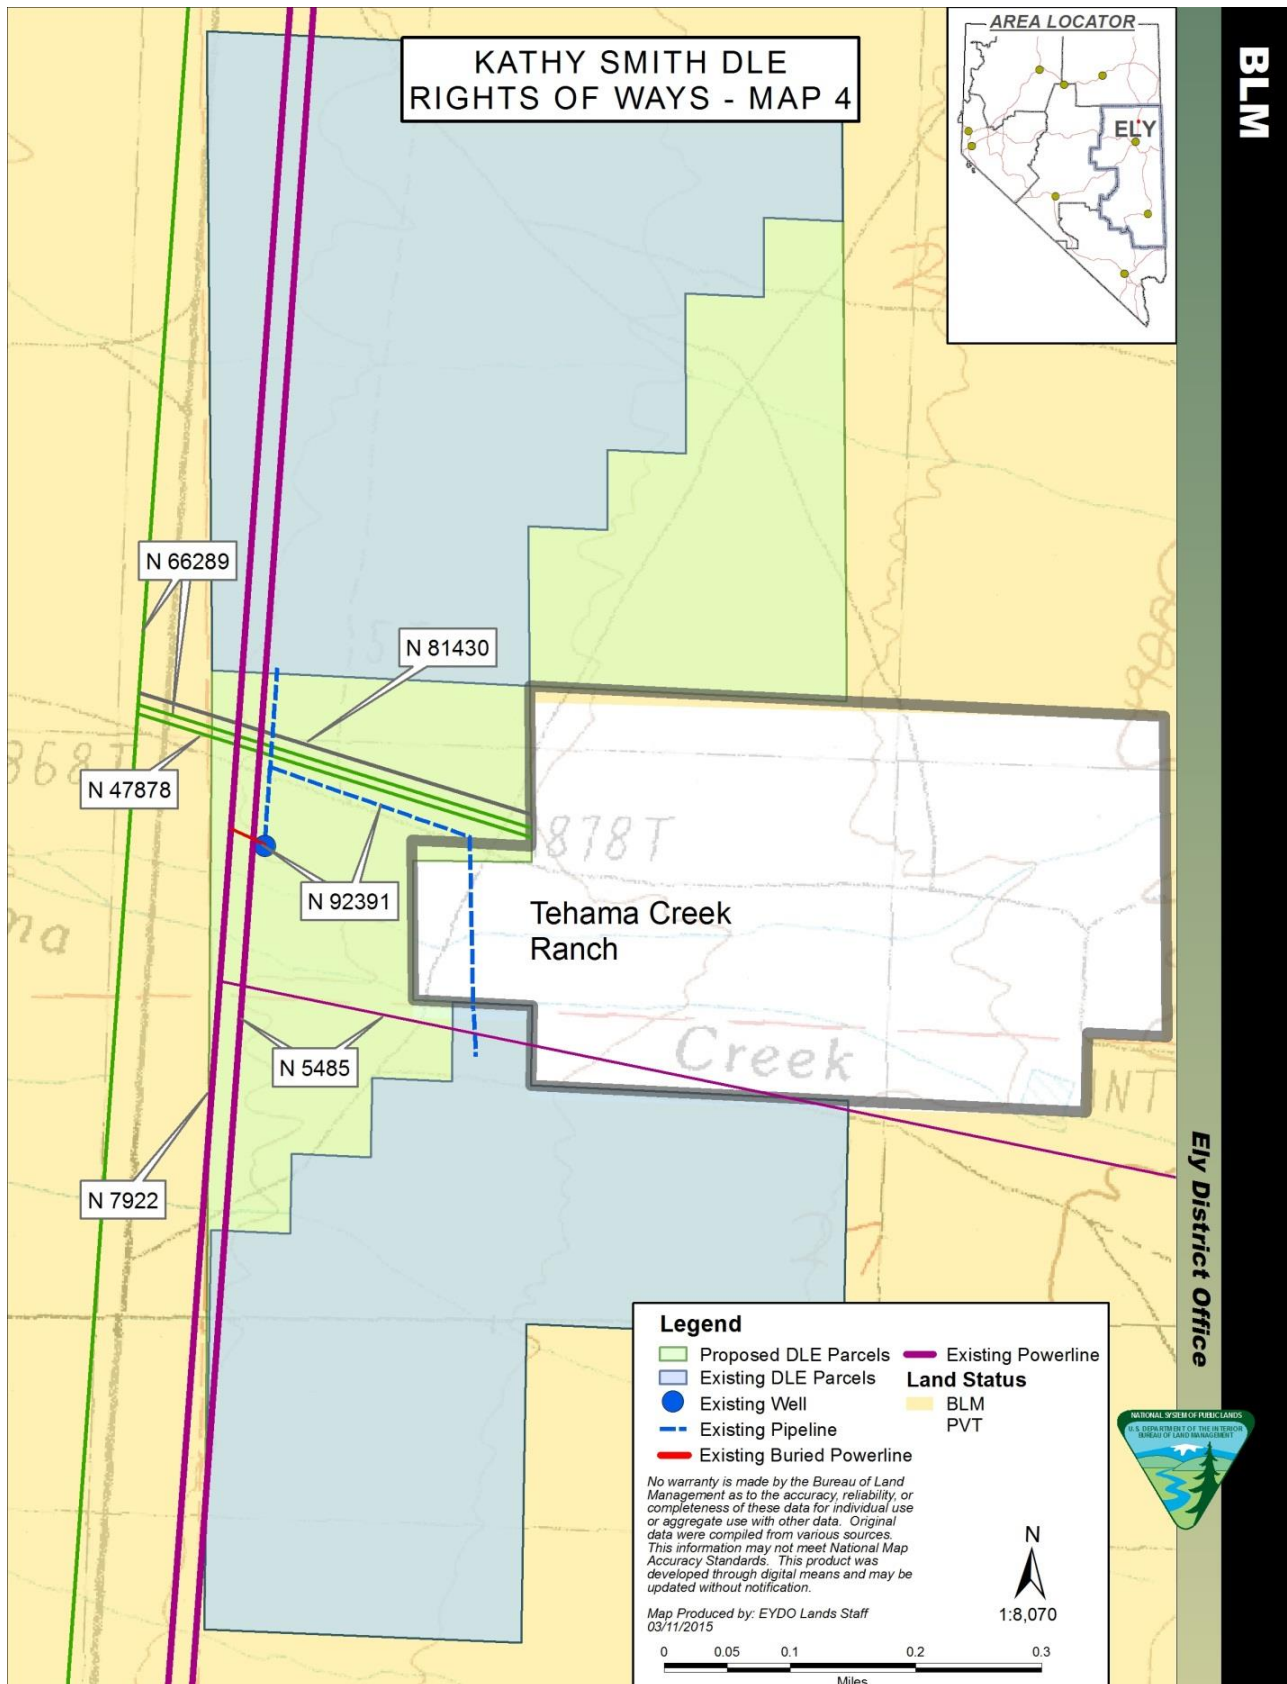 KATHY SMITH DLE
RIGHTS OF WAYS - MAP 4
AREA LOCATOR
ELY
BLM
N 66289
N 81430
868
N 47878
878T
N 92391
Tehama Creek
Ranch
na
N 5485
Creek
INT
N 7922
Ely District Office
Legend
Proposed DLE Parcels
Existing DLE Parcels
Existing Well
Existing Pipeline
Existing Buried Powerline
Existing Powerline
Land Status
BLM
PVT
No warranty is made by the Bureau of Land
Management as to the accuracy, reliability, or
completeness of these data for individual use
or aggregate use with other data. Original
data were compiled from various sources.
This information may not meet National Map
Accuracy Standards. This product was
developed through digital means and may be
updated without notification.
Map Produced by: EYDO Lands Staff
03/11/2015
N
1:8,070
0 0.05 0.1 0.2 0.3
Miles
NATIONAL SYSTEM OF PUBLIC LANDS
U.S. DEPARTMENT OF THE INTERIOR
BUREAU OF LAND MANAGEMENT